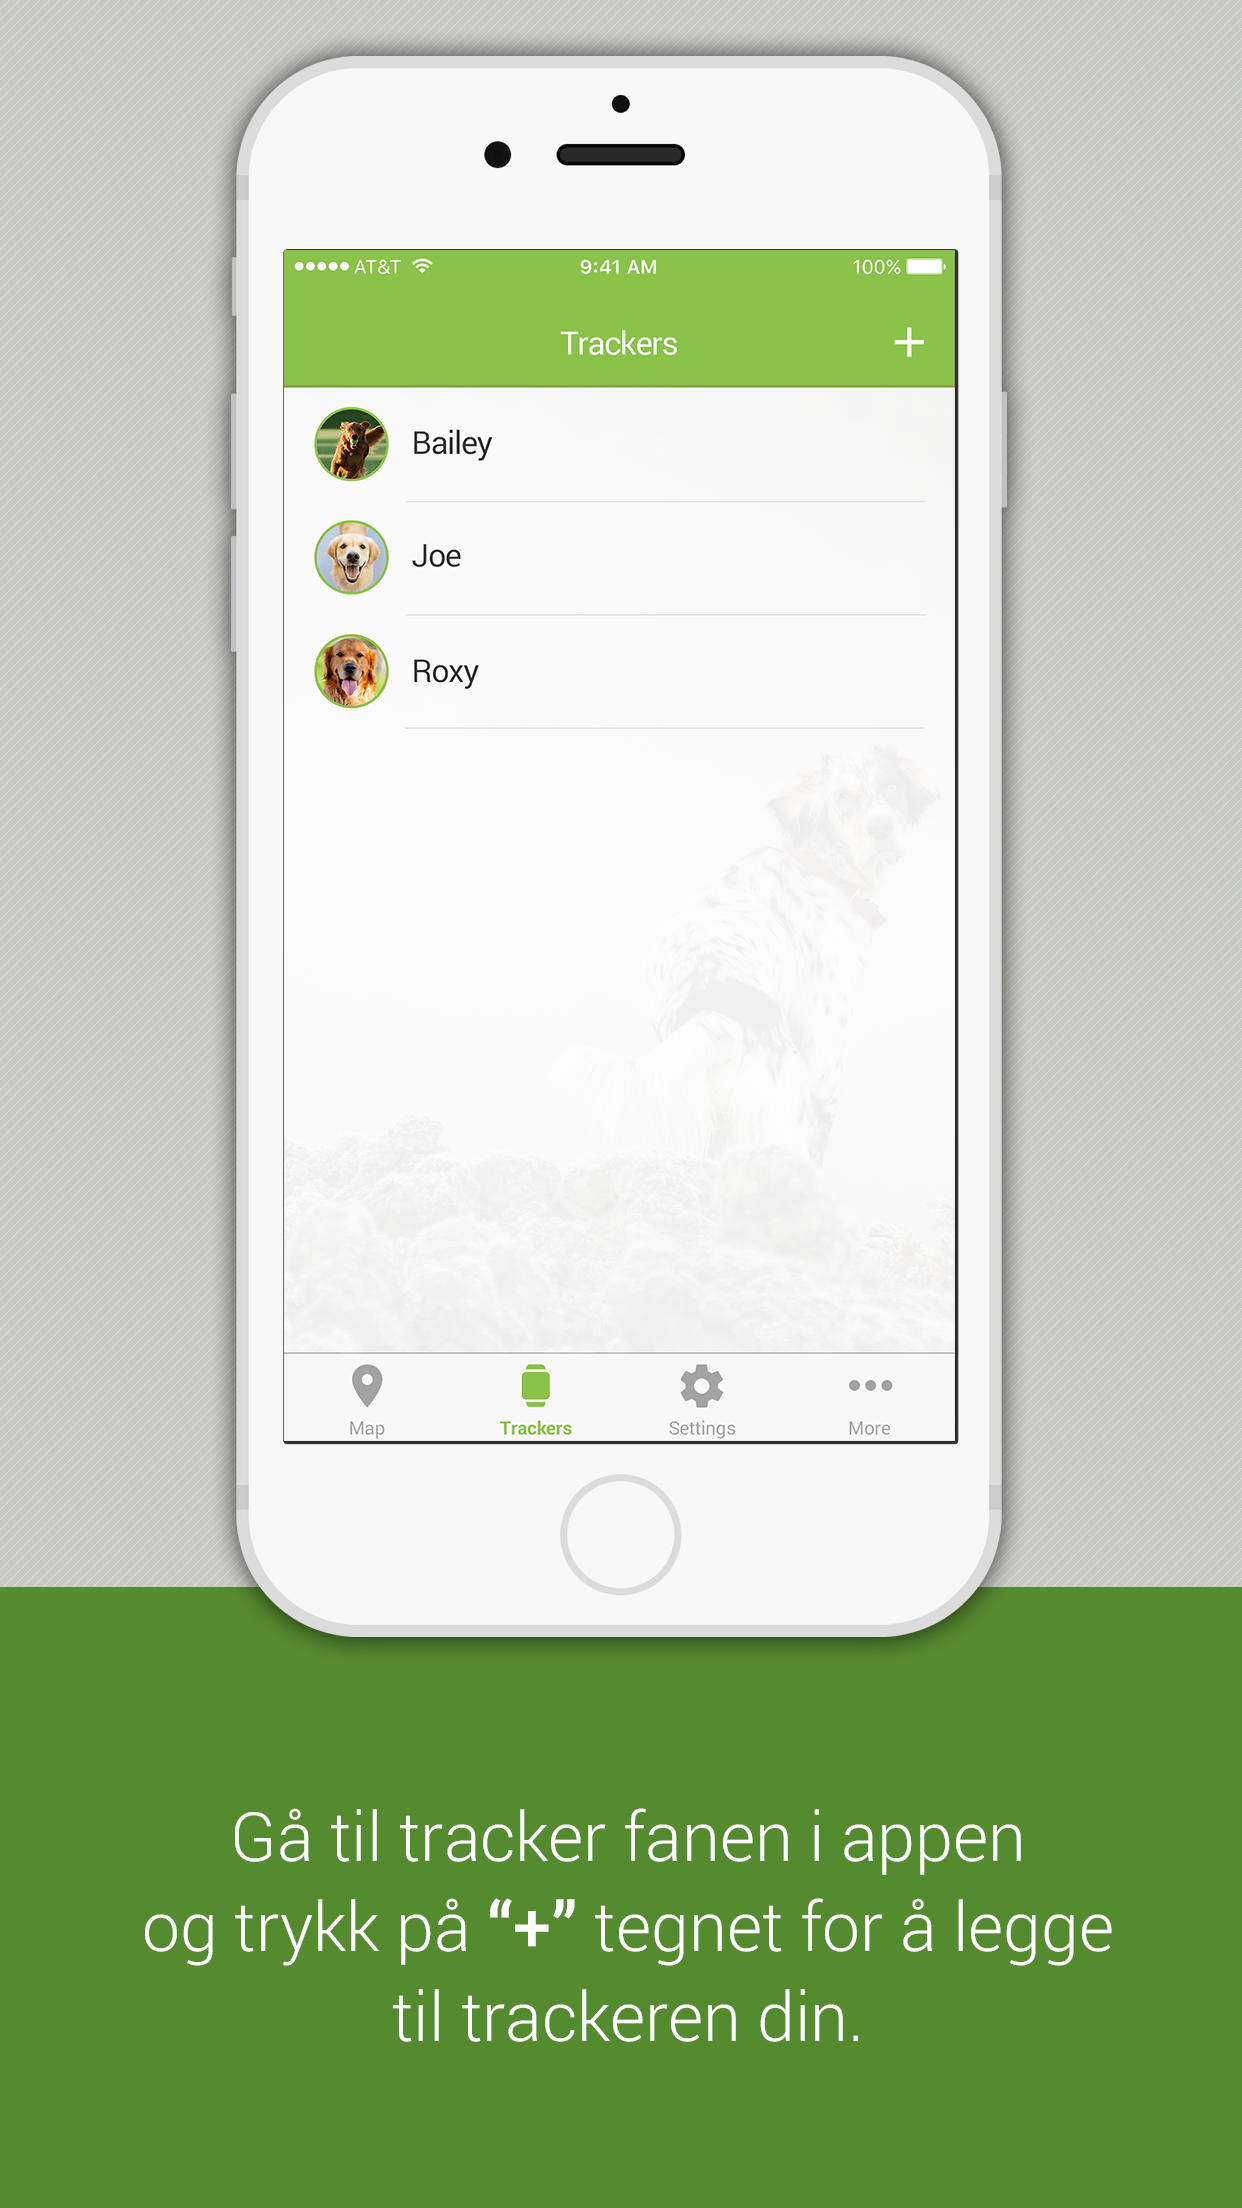 AT&T 9:41 AM 100%
Trackers +
Bailey
Joe
Roxy
Map Trackers Settings More
Gå til tracker fanen i appen
og trykk på “+” tegnet for å legge
til trackeren din.